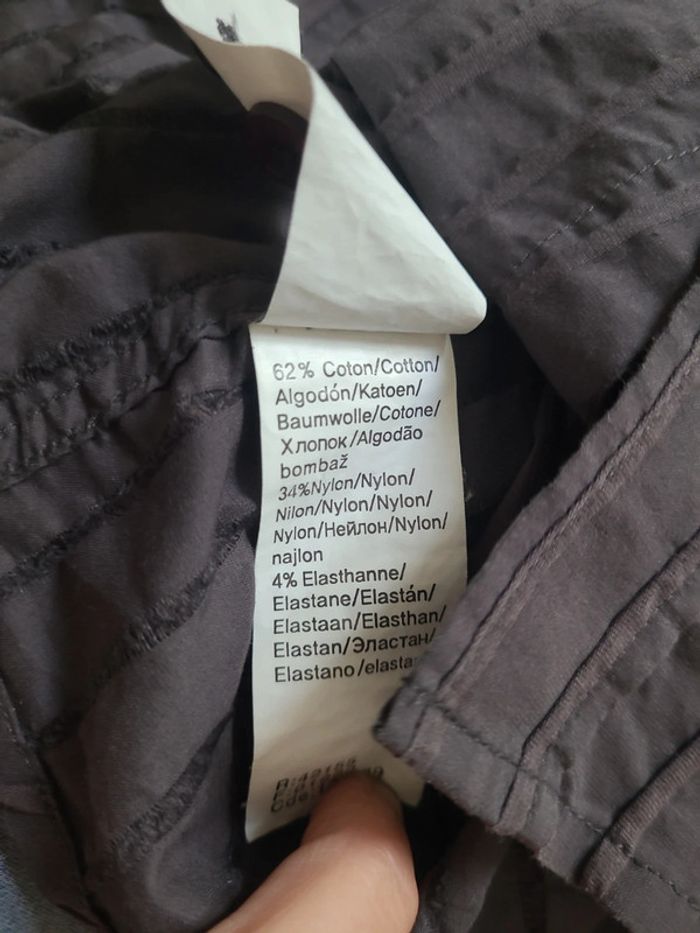 62% Coton/Cotton/
Algodón/Katoen/
Baumwolle/Cotone/
Хлопок/Algodão
bombaž
34%Nylon/Nylon/
Nilon/Nylon/Nylon/
Nylon/Нейлон/Nylon/
najlon
4% Elasthanne/
Elastane/Elastán/
Elastaan/Elasthan/
Elastan/Эластан/
Elastano/elasta